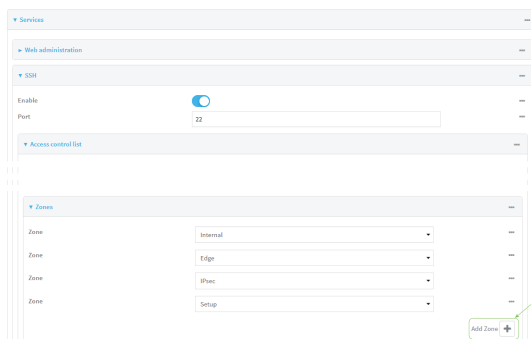 Services
Web administration
SSH
Enable
Port 22
Access control list
Zones
Zone Internal
Zone Edge
Zone IPsec
Zone Setup
Add Zone